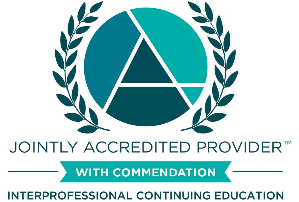 JOINTLY ACCREDITED PROVIDER™
WITH COMMENDATION
INTERPROFESSIONAL CONTINUING EDUCATION